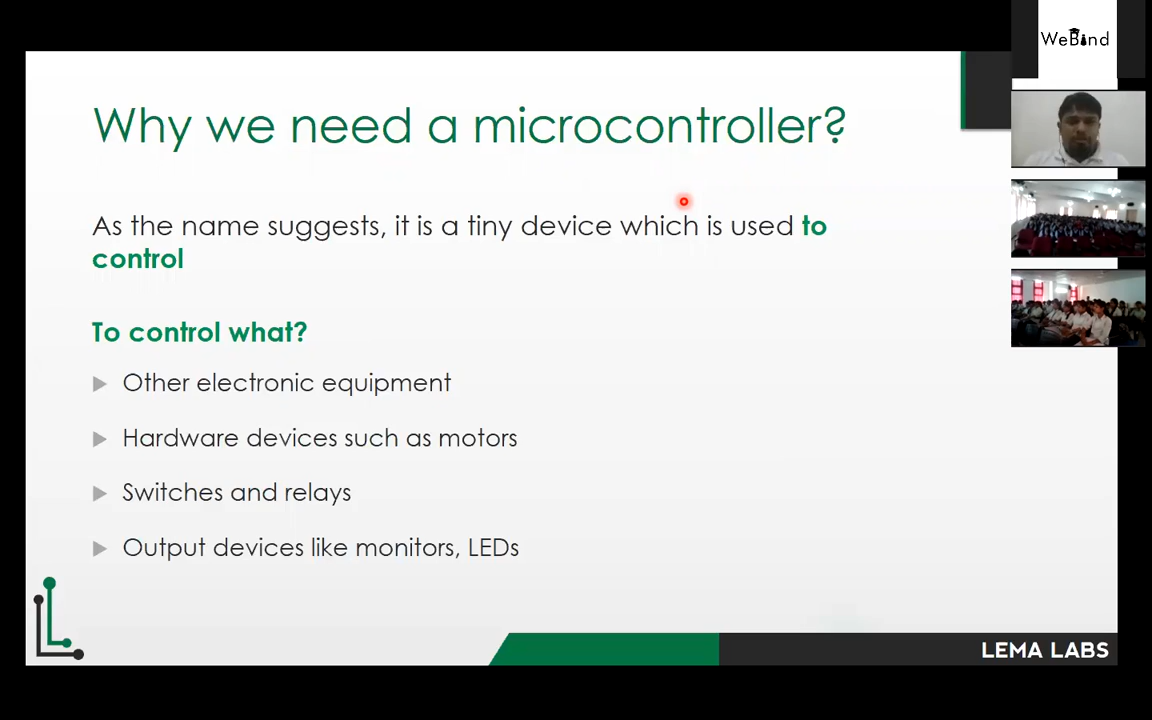 WeBind
Why we need a microcontroller?
As the name suggests, it is a tiny device which is used to
control
To control what?
Other electronic equipment
Hardware devices such as motors
Switches and relays
Output devices like monitors, LEDs
LEMA LABS